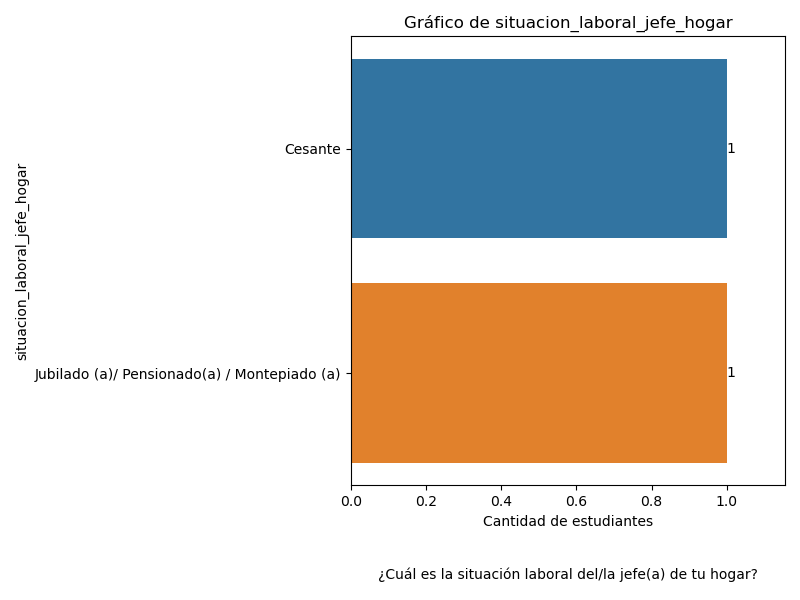 Gráfico de situacion_laboral_jefe_hogar
situacion_laboral_jefe_hogar
Cesante
1
Jubilado (a)/ Pensionado(a) / Montepiado (a)
1
0.0 0.2 0.4 0.6 0.8 1.0
Cantidad de estudiantes
¿Cuál es la situación laboral del/la jefe(a) de tu hogar?